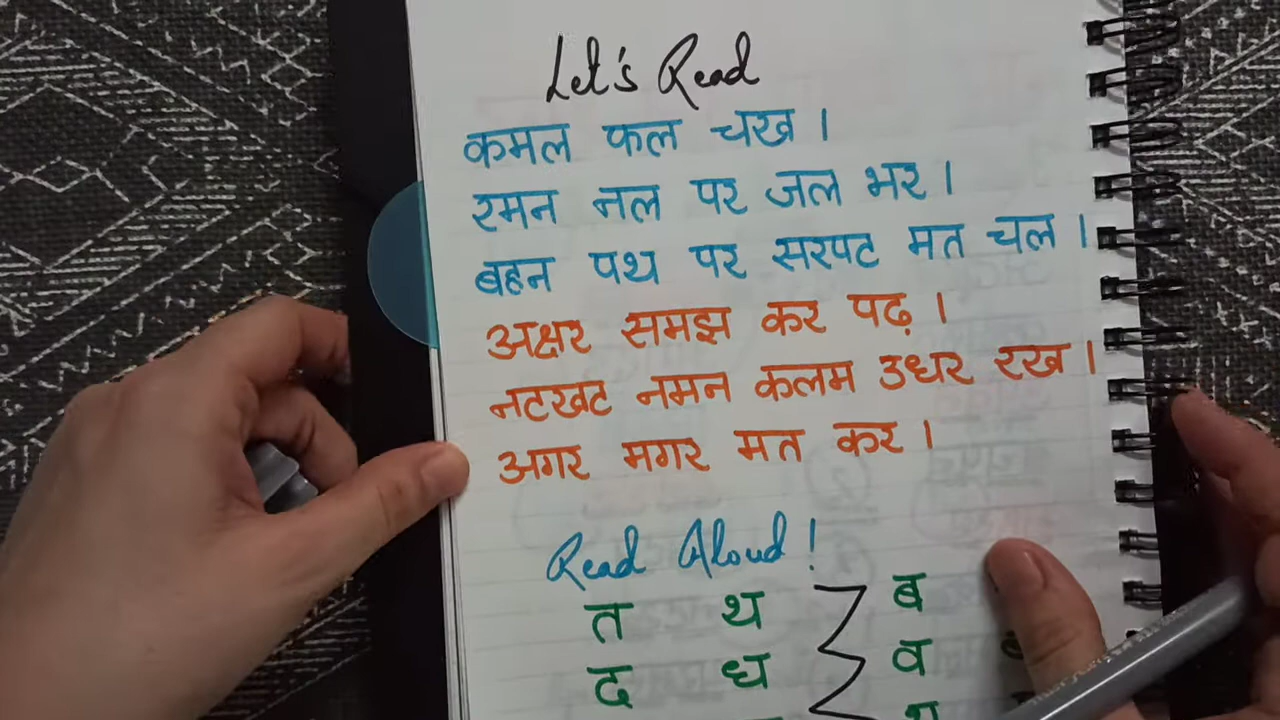 Let's Read
कमल फल चख।
रमन नल पर जल भर।
बहन पथ पर सरपट मत चल।
अक्षर समझ कर पढ़।
नटखट नमन कलम उधर रख।
अगर मगर मत कर।
Read Aloud!
त थ ब
द ध व